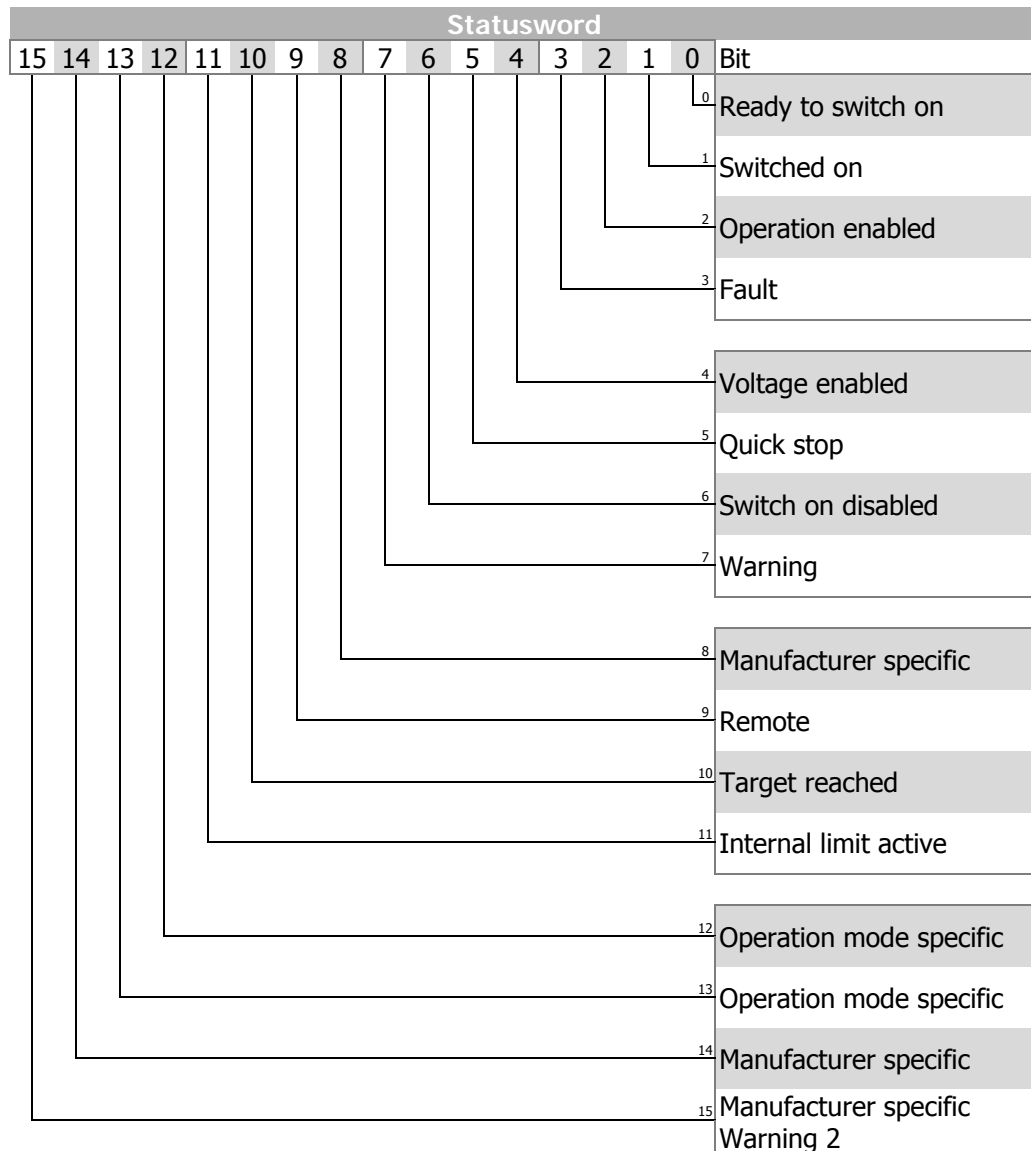 Statusword
15 14 13 12 11 10 9 8 7 6 5 4 3 2 1 0 Bit
0 Ready to switch on
1 Switched on
2 Operation enabled
3 Fault
4 Voltage enabled
5 Quick stop
6 Switch on disabled
7 Warning
8 Manufacturer specific
9 Remote
10 Target reached
11 Internal limit active
12 Operation mode specific
13 Operation mode specific
14 Manufacturer specific
15 Manufacturer specific
Warning 2